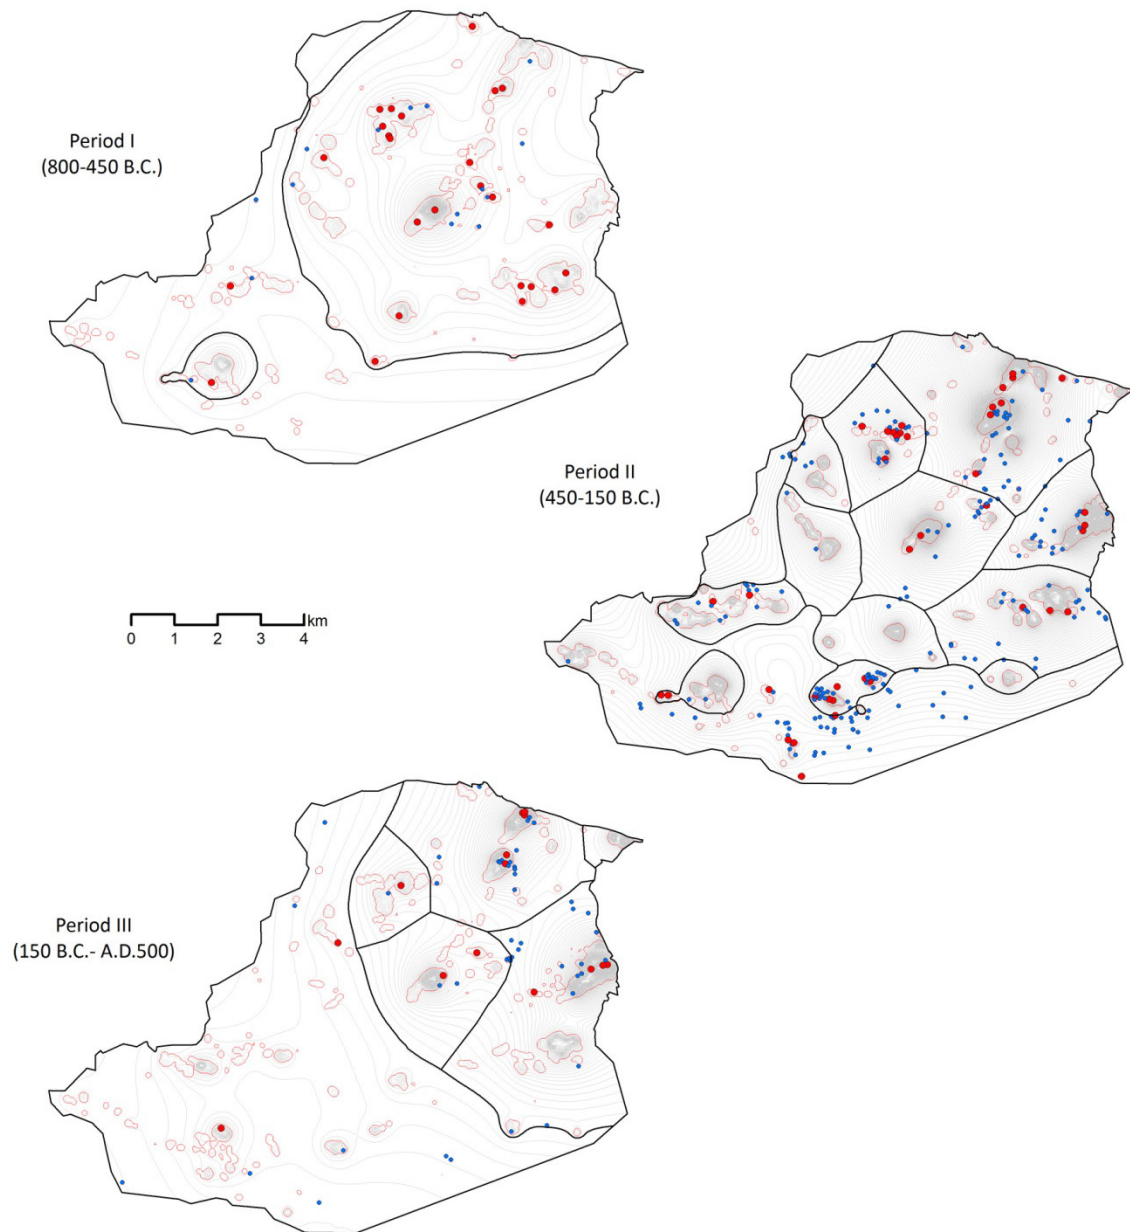 Period I
(800-450 B.C.)
Period II
(450-150 B.C.)
km
0 1 2 3 4
Period III
(150 B.C.- A.D.500)